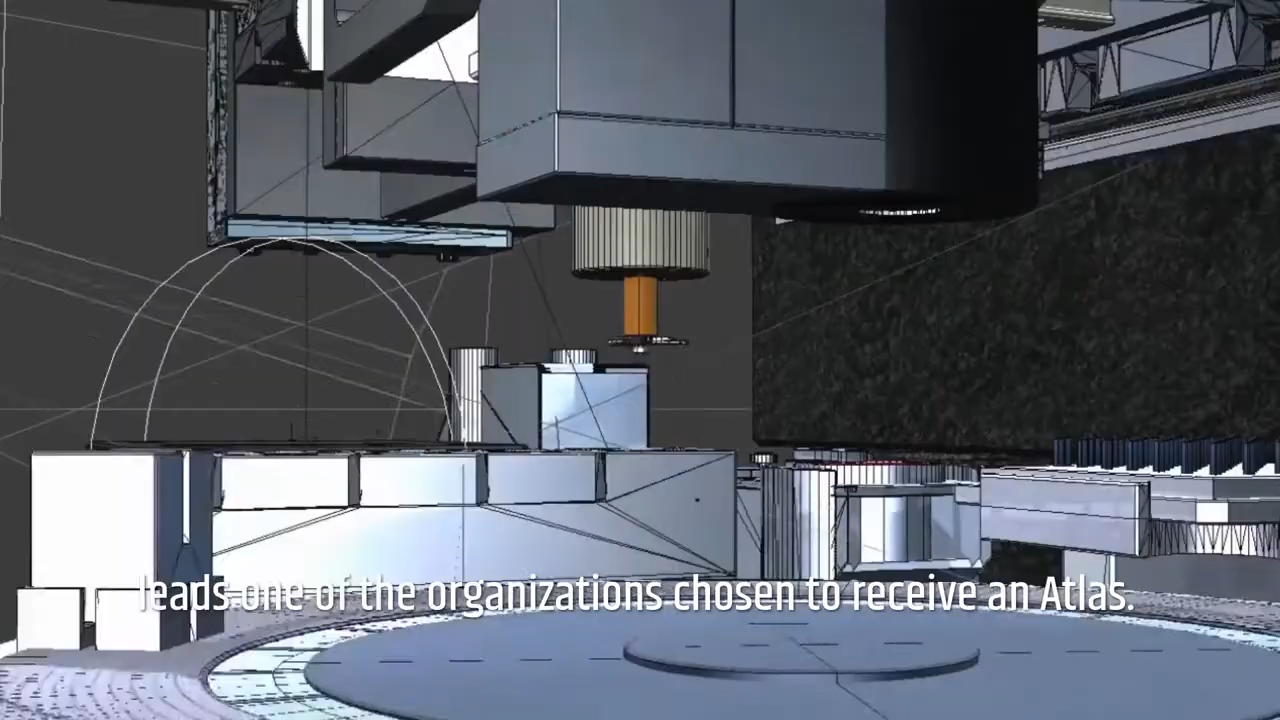 leads one of the organizations chosen to receive an Atlas.